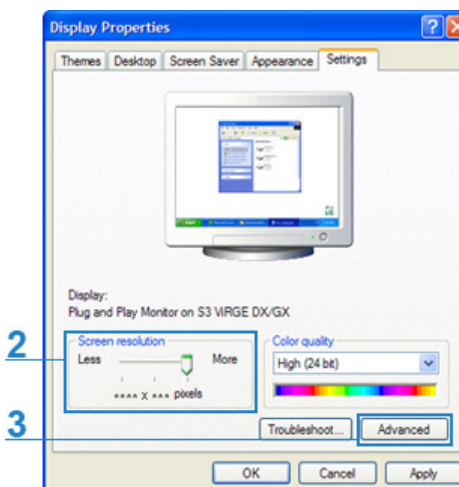 Display Properties
Themes Desktop Screen Saver Appearance Settings
Display:
Plug and Play Monitor on S3 VIRGE DX/GX
2
Screen resolution
Less More
**** X *** pixels
Color quality
High (24 bit)
3
Troubleshoot... Advanced
OK Cancel Apply